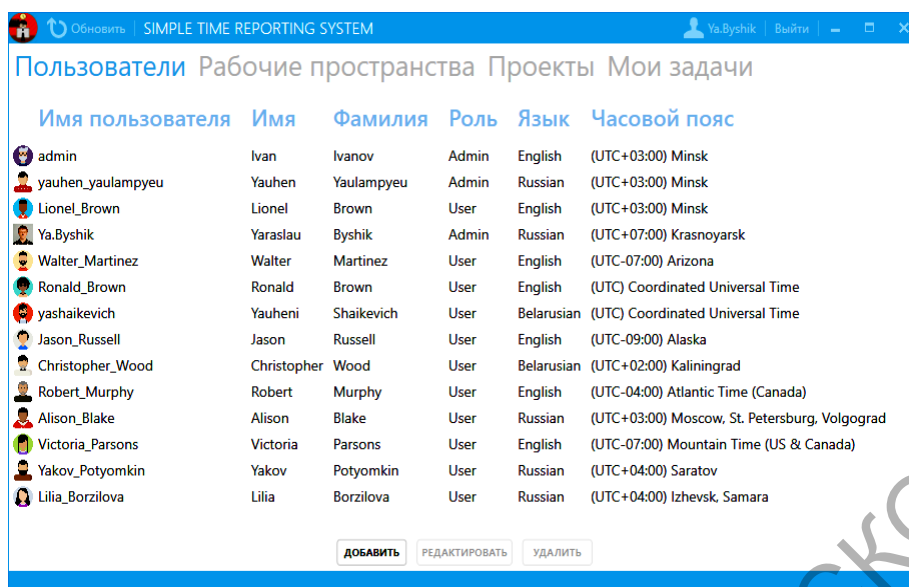 Обновить SIMPLE TIME REPORTING SYSTEM Ya.Byshik Выйти
Пользователи Рабочие пространства Проекты Мои задачи
Имя пользователя Имя Фамилия Роль Язык Часовой пояс
admin Ivan Ivanov Admin English (UTC+03:00) Minsk
yauhen_yaulampyeu Yauhen Yaulampyeu Admin Russian (UTC+03:00) Minsk
Lionel_Brown Lionel Brown User English (UTC+03:00) Minsk
Ya.Byshik Yaraslau Byshik Admin Russian (UTC+07:00) Krasnoyarsk
Walter_Martinez Walter Martinez User English (UTC-07:00) Arizona
Ronald_Brown Ronald Brown User English (UTC) Coordinated Universal Time
yashaikevich Yauheni Shaikevich User Belarusian (UTC) Coordinated Universal Time
Jason_Russell Jason Russell User English (UTC-09:00) Alaska
Christopher_Wood Christopher Wood User Belarusian (UTC+02:00) Kaliningrad
Robert_Murphy Robert Murphy User English (UTC-04:00) Atlantic Time (Canada)
Alison_Blake Alison Blake User Russian (UTC+03:00) Moscow, St. Petersburg, Volgograd
Victoria_Parsons Victoria Parsons User English (UTC-07:00) Mountain Time (US & Canada)
Yakov_Potyomkin Yakov Potyomkin User Russian (UTC+04:00) Saratov
Lilia_Borzilova Lilia Borzilova User Russian (UTC+04:00) Izhevsk, Samara
ДОБАВИТЬ РЕДАКТИРОВАТЬ УДАЛИТЬ